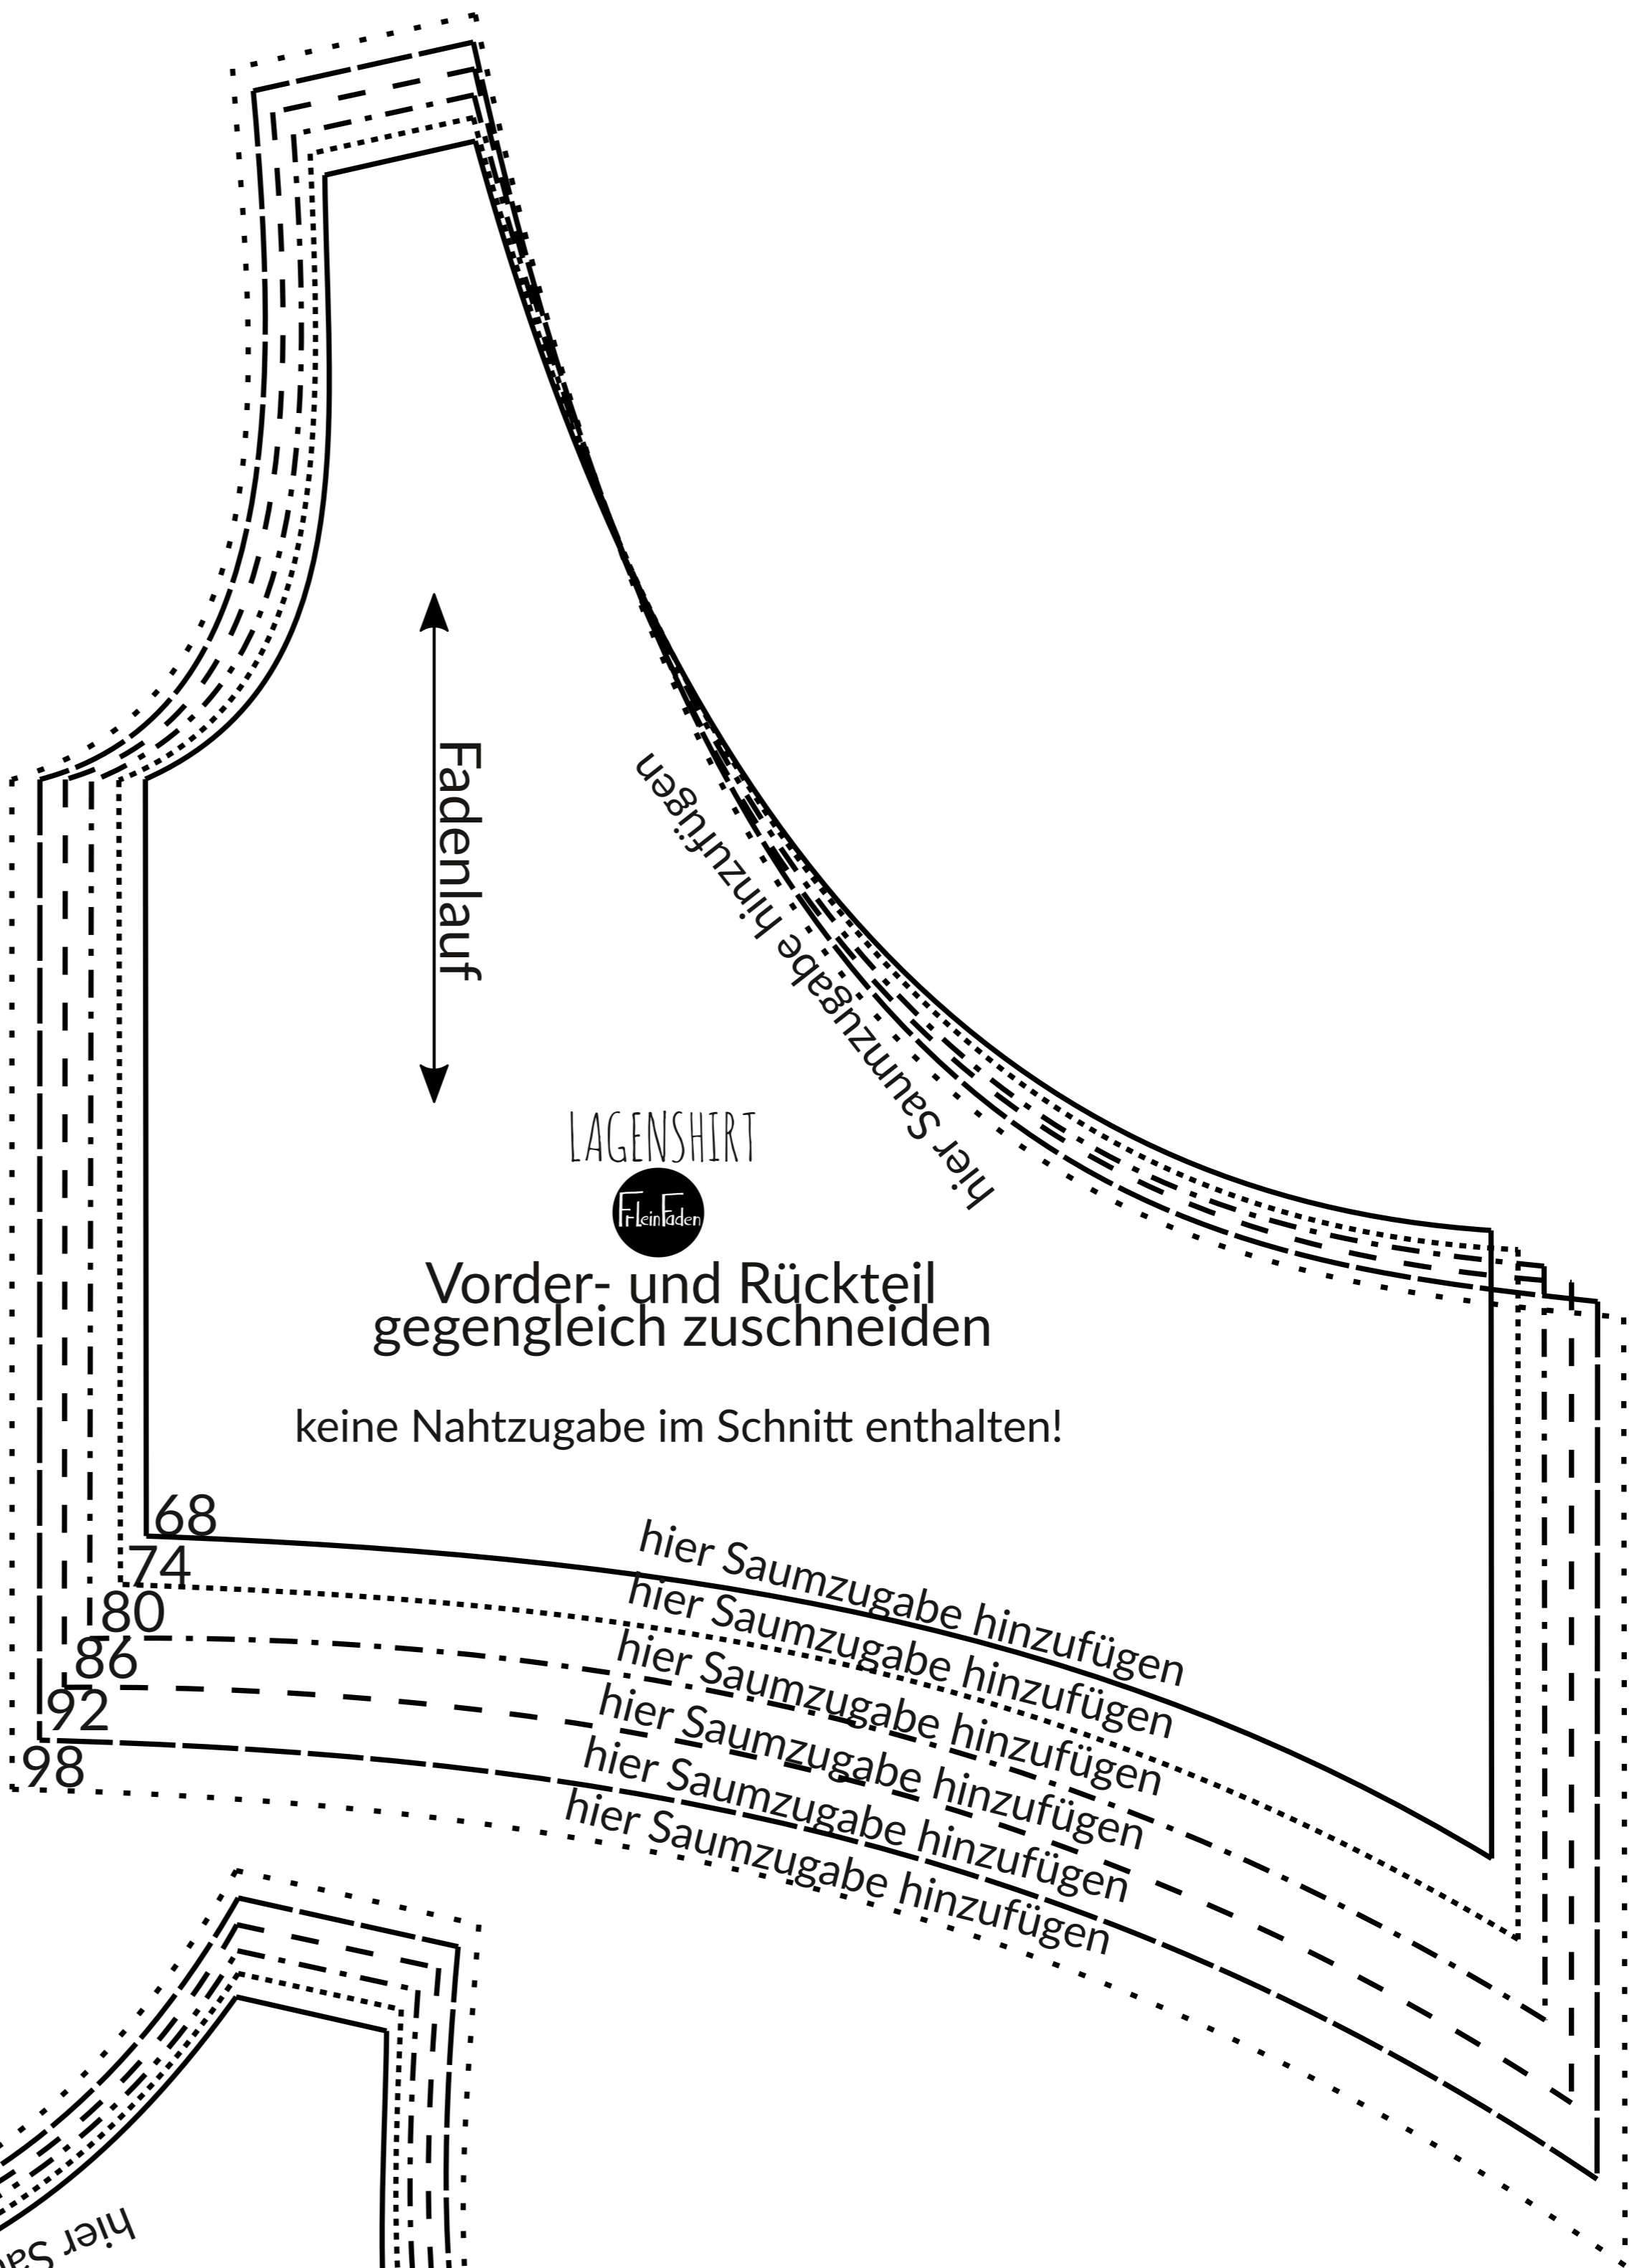 Fadenlauf
hier Saumzugabe hinzufügen
LAGENSHIRT
FrLeinFaden
Vorder- und Rückteil
gegengleich zuschneiden
keine Nahtzugabe im Schnitt enthalten!
68
74
80
86
92
98
hier Saumzugabe hinzufügen
hier Saumzugabe hinzufügen
hier Saumzugabe hinzufügen
hier Saumzugabe hinzufügen
hier Saumzugabe hinzufügen
hier Saumzugabe hinzufügen
hier